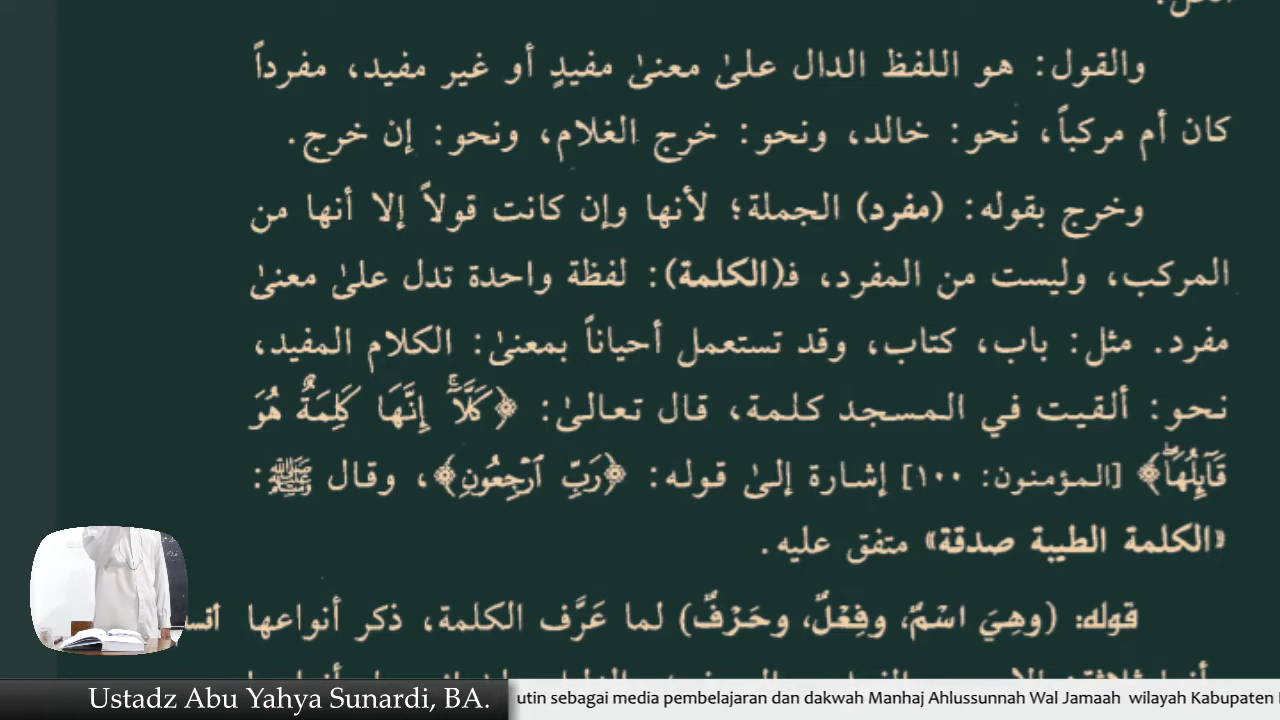 والقول: هو اللفظ الدال علىٰ معنىٰ مفيدٍ أو غير مفيد، مفرداً
كان أم مركباً، نحو: خالد، ونحو: خرج الغلام، ونحو: إن خرج.
وخرج بقوله: (مفرد) الجملة؛ لأنها وإن كانت قولاً إلا أنها من
المركب، وليست من المفرد، فـ(الكلمة): لفظة واحدة تدل علىٰ معنىٰ
مفرد. مثل: باب، كتاب، وقد تستعمل أحياناً بمعنىٰ: الكلام المفيد،
نحو: ألقيت في المسجد كلمة، قال تعالىٰ: ﴿كَلَّآۚ إِنَّهَا كَلِمَةٌ هُوَ
قَآئِلُهَاۖ﴾ [المؤمنون: ١٠٠] إشارة إلىٰ قوله: ﴿رَبِّ ٱرْجِعُونِ﴾، وقال ﷺ:
«الكلمة الطيبة صدقة» متفق عليه.
قوله: (وهِيَ اسْمٌ، وفِعْلٌ، وحَرْفٌ) لما عَرَّف الكلمة، ذكر أنواعها
Ustadz Abu Yahya Sunardi, BA.
utin sebagai media pembelajaran dan dakwah Manhaj Ahlussunnah Wal Jamaah wilayah Kabupaten